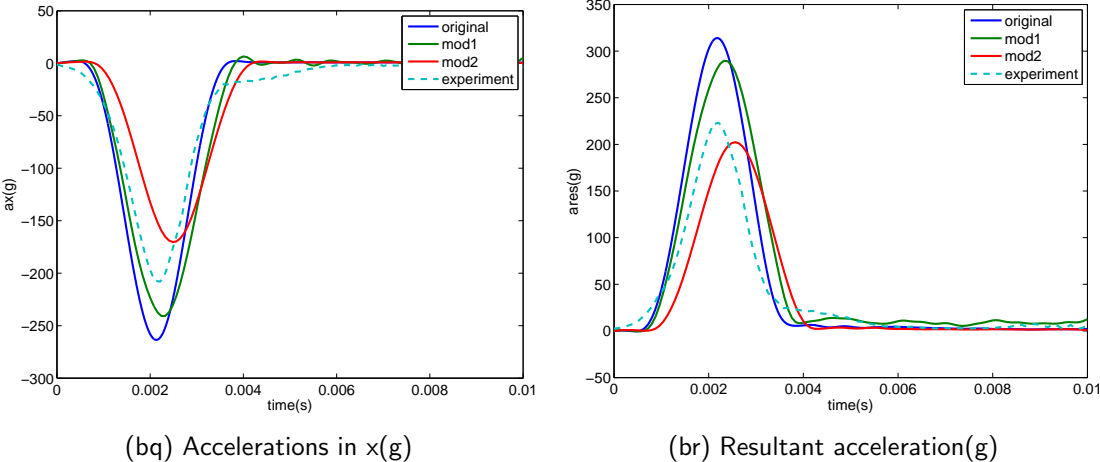 50
0
−50
−100
−150
−200
−250
−300
ax(g)
0
0.002
0.004
0.006
0.008
0.01
time(s)
original
mod1
mod2
experiment
(bq) Accelerations in x(g)
350
300
250
200
150
100
50
0
−50
ares(g)
0
0.002
0.004
0.006
0.008
0.01
time(s)
original
mod1
mod2
experiment
(br) Resultant acceleration(g)